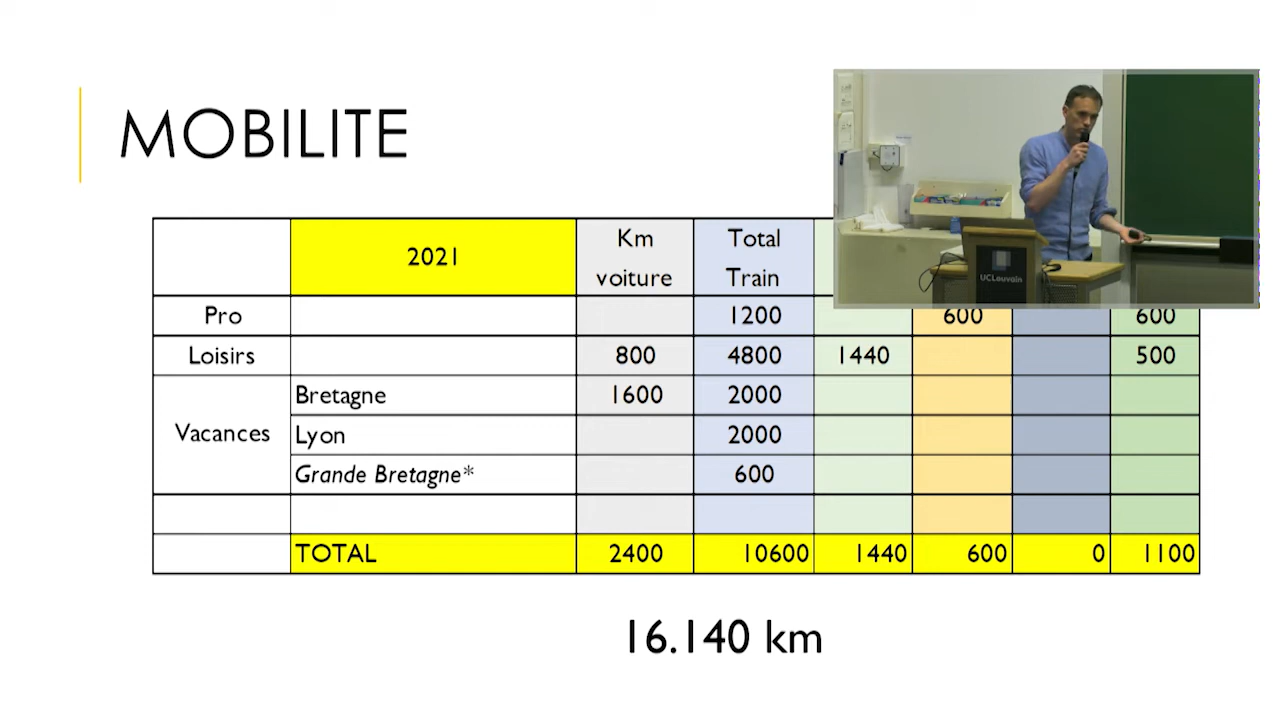 MOBILITE
2021 Km voiture Total Train
Pro 1200 600 600
Loisirs 800 4800 1440 500
Vacances
Bretagne 1600 2000
Lyon 2000
Grande Bretagne* 600
TOTAL 2400 10600 1440 600 0 1100
16.140 km
UCLouvain